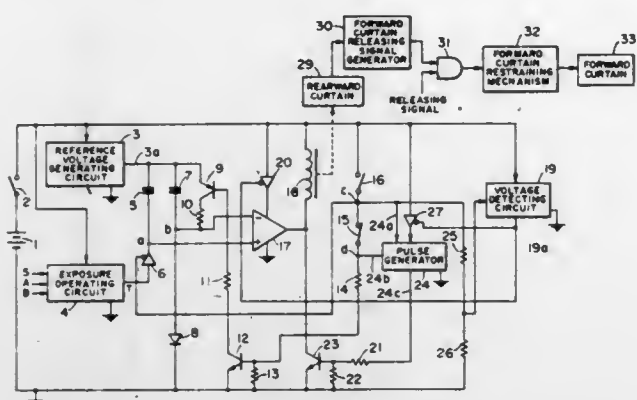 30
FORWARD CURTAIN RELEASING SIGNAL GENERATOR
31
32
FORWARD CURTAIN RESTRAINING MECHANISM
33
FORWARD CURTAIN
29
REARWARD CURTAIN
RELEASING SIGNAL
3
REFERENCE VOLTAGE GENERATING CIRCUIT
3a
2
1
5
7
9
10
b
a
6
20
17
18
16
c
15
d
14
24a
27
PULSE GENERATOR
24
24b
24c
25
19
VOLTAGE DETECTING CIRCUIT
19a
S
A
B
EXPOSURE OPERATING CIRCUIT
T
4
8
11
12
13
23
21
22
26